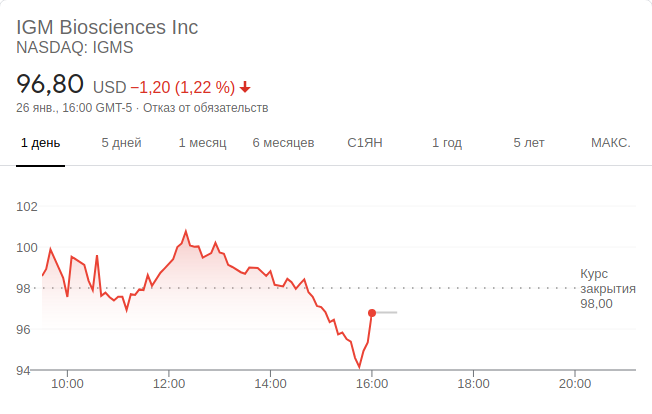 IGM Biosciences Inc
NASDAQ: IGMS
96,80 USD −1,20 (1,22 %)
26 янв., 16:00 GMT-5 · Отказ от обязательств
1 день 5 дней 1 месяц 6 месяцев С1ЯН 1 год 5 лет МАКС.
102
100
98
96
94
Курс
закрытия
98,00
10:00 12:00 14:00 16:00 18:00 20:00